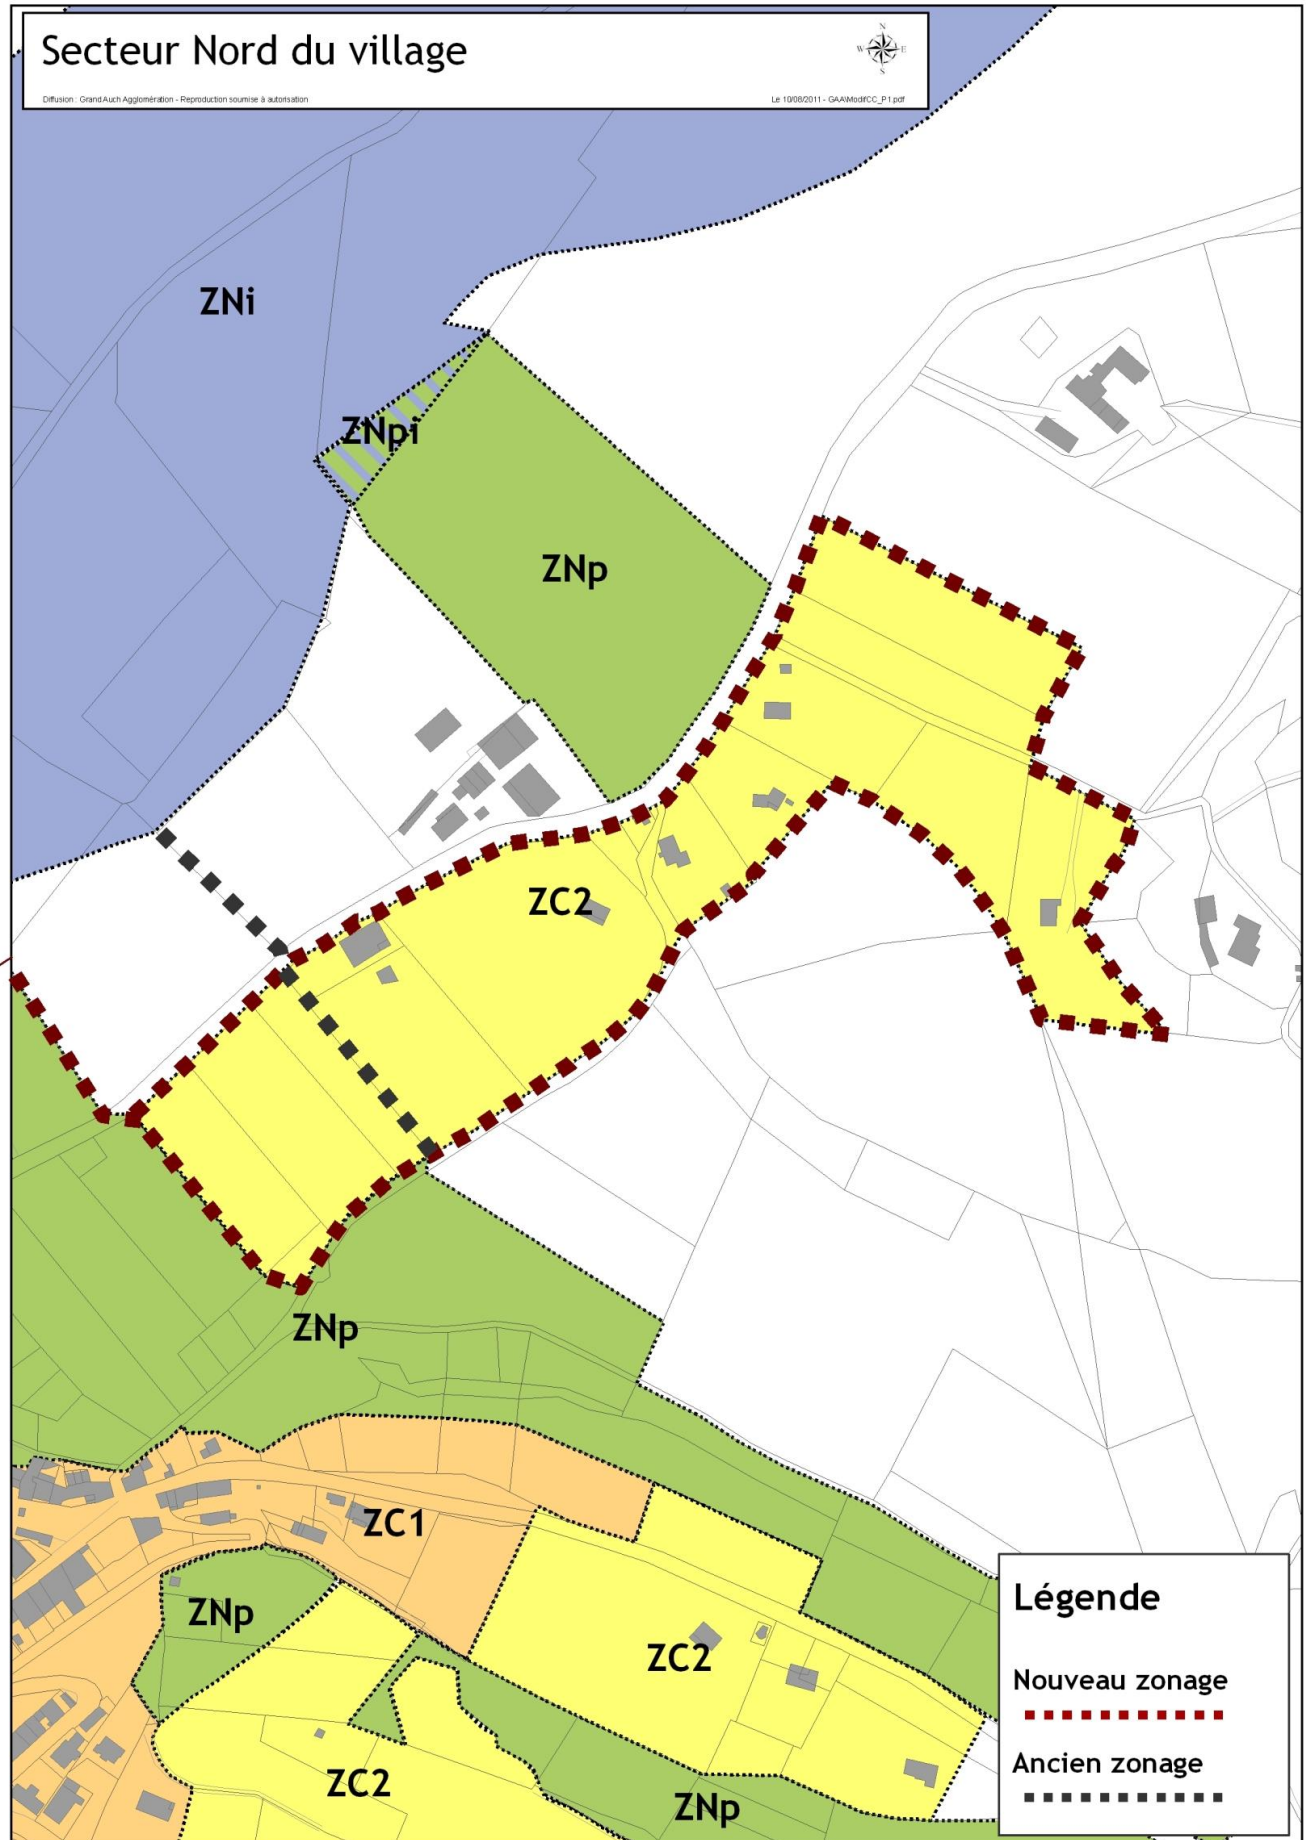 Secteur Nord du village
N
W E
S
Diffusion : Grand Auch Agglomération - Reproduction soumise à autorisation
Le 10/08/2011 - GAA\ModifCC_P1.pdf
ZNi
ZNpi
ZNp
ZC2
ZNp
ZC1
ZNp
ZC2
ZC2
ZNp
Légende
Nouveau zonage
Ancien zonage